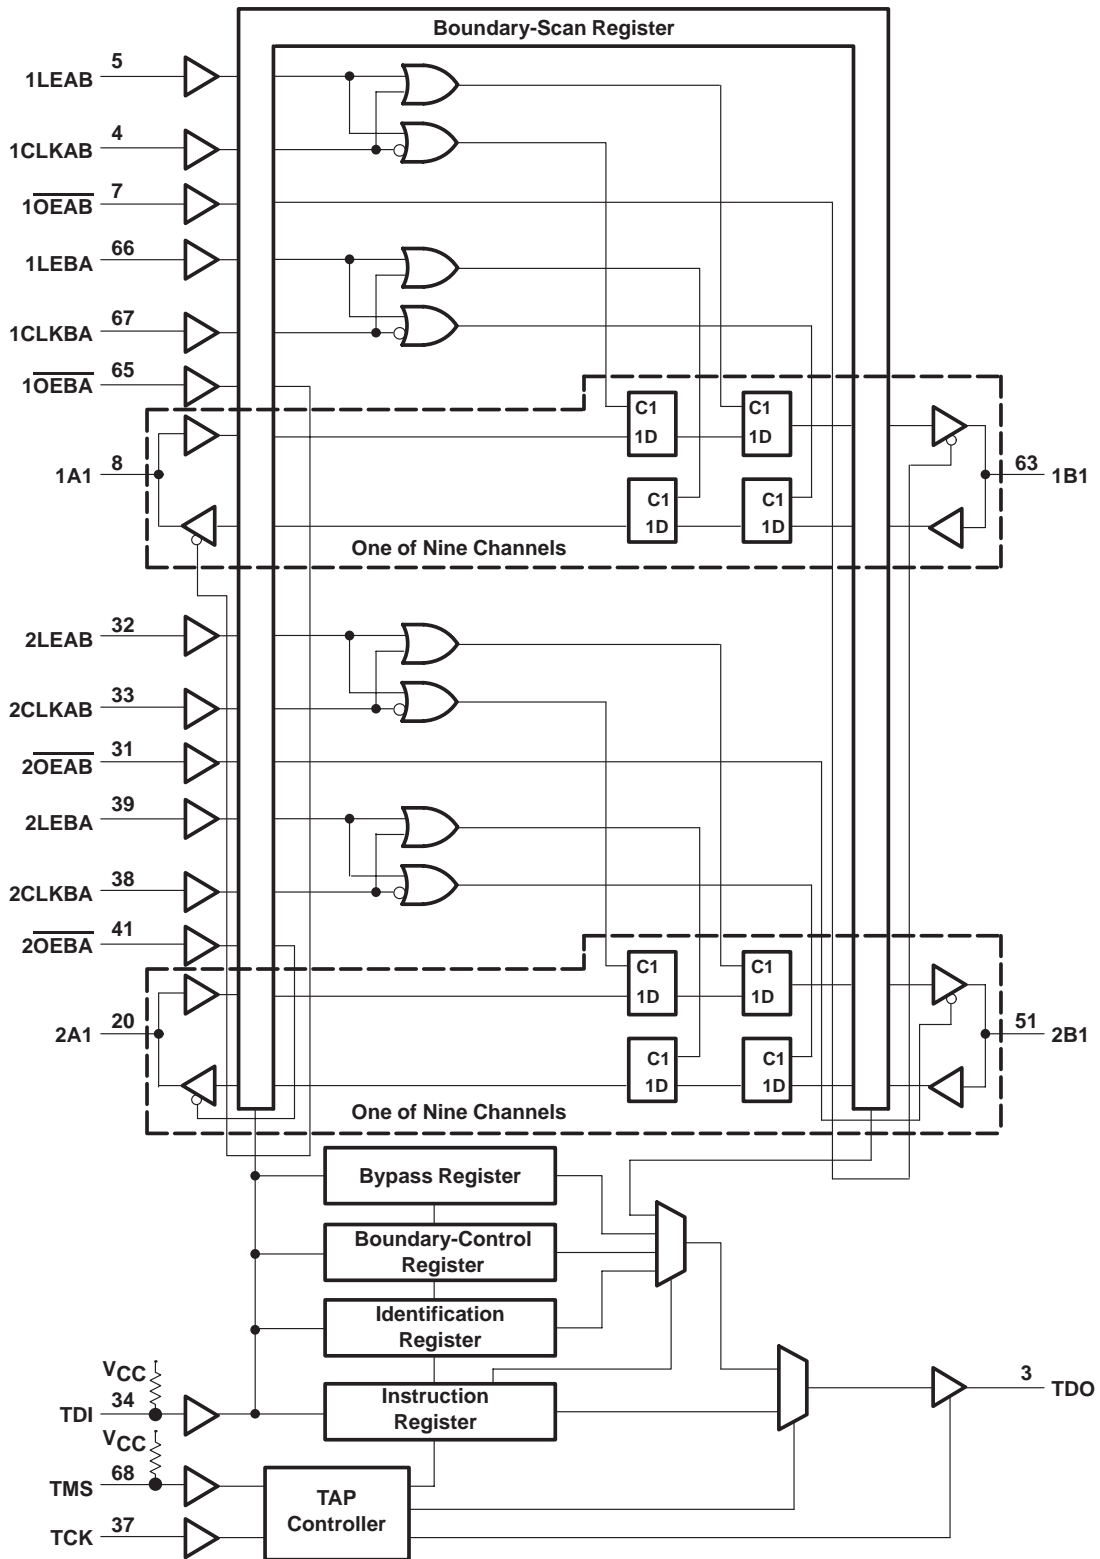 Boundary-Scan Register
5
1LEAB
4
1CLKAB
7
1OEAB
66
1LEBA
67
1CLKBA
65
1OEBA
C1
1D
C1
1D
8
1A1
63
1B1
C1
1D
C1
1D
One of Nine Channels
32
2LEAB
33
2CLKAB
31
2OEAB
39
2LEBA
38
2CLKBA
41
2OEBA
C1
1D
C1
1D
20
2A1
51
2B1
C1
1D
C1
1D
One of Nine Channels
Bypass Register
Boundary-Control
Register
Identification
Register
VCC
34
TDI
Instruction
Register
3
TDO
VCC
68
TMS
TAP
Controller
37
TCK